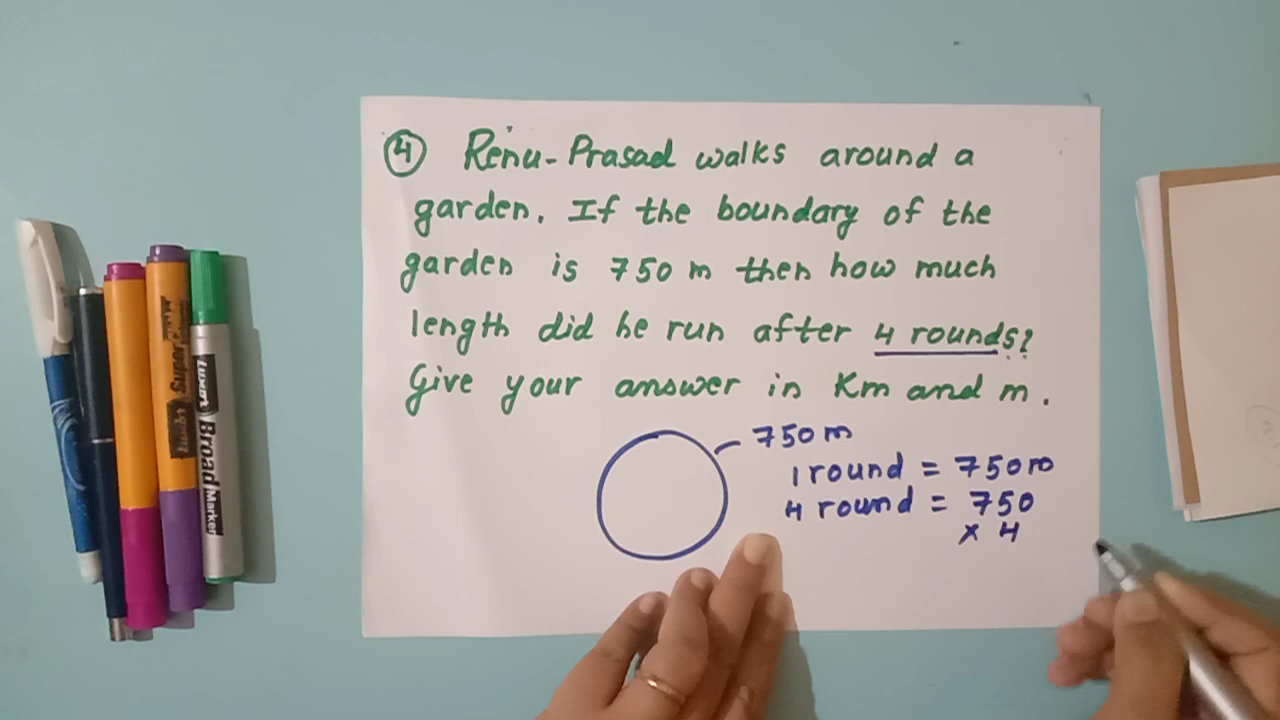 4 Renu-Prasad walks around a
garden. If the boundary of the
garden is 750 m then how much
length did he run after 4 rounds?
Give your answer in Km and m.
750 m
1 round = 750m
4 round = 750
x 4
Luxor Broad Marker